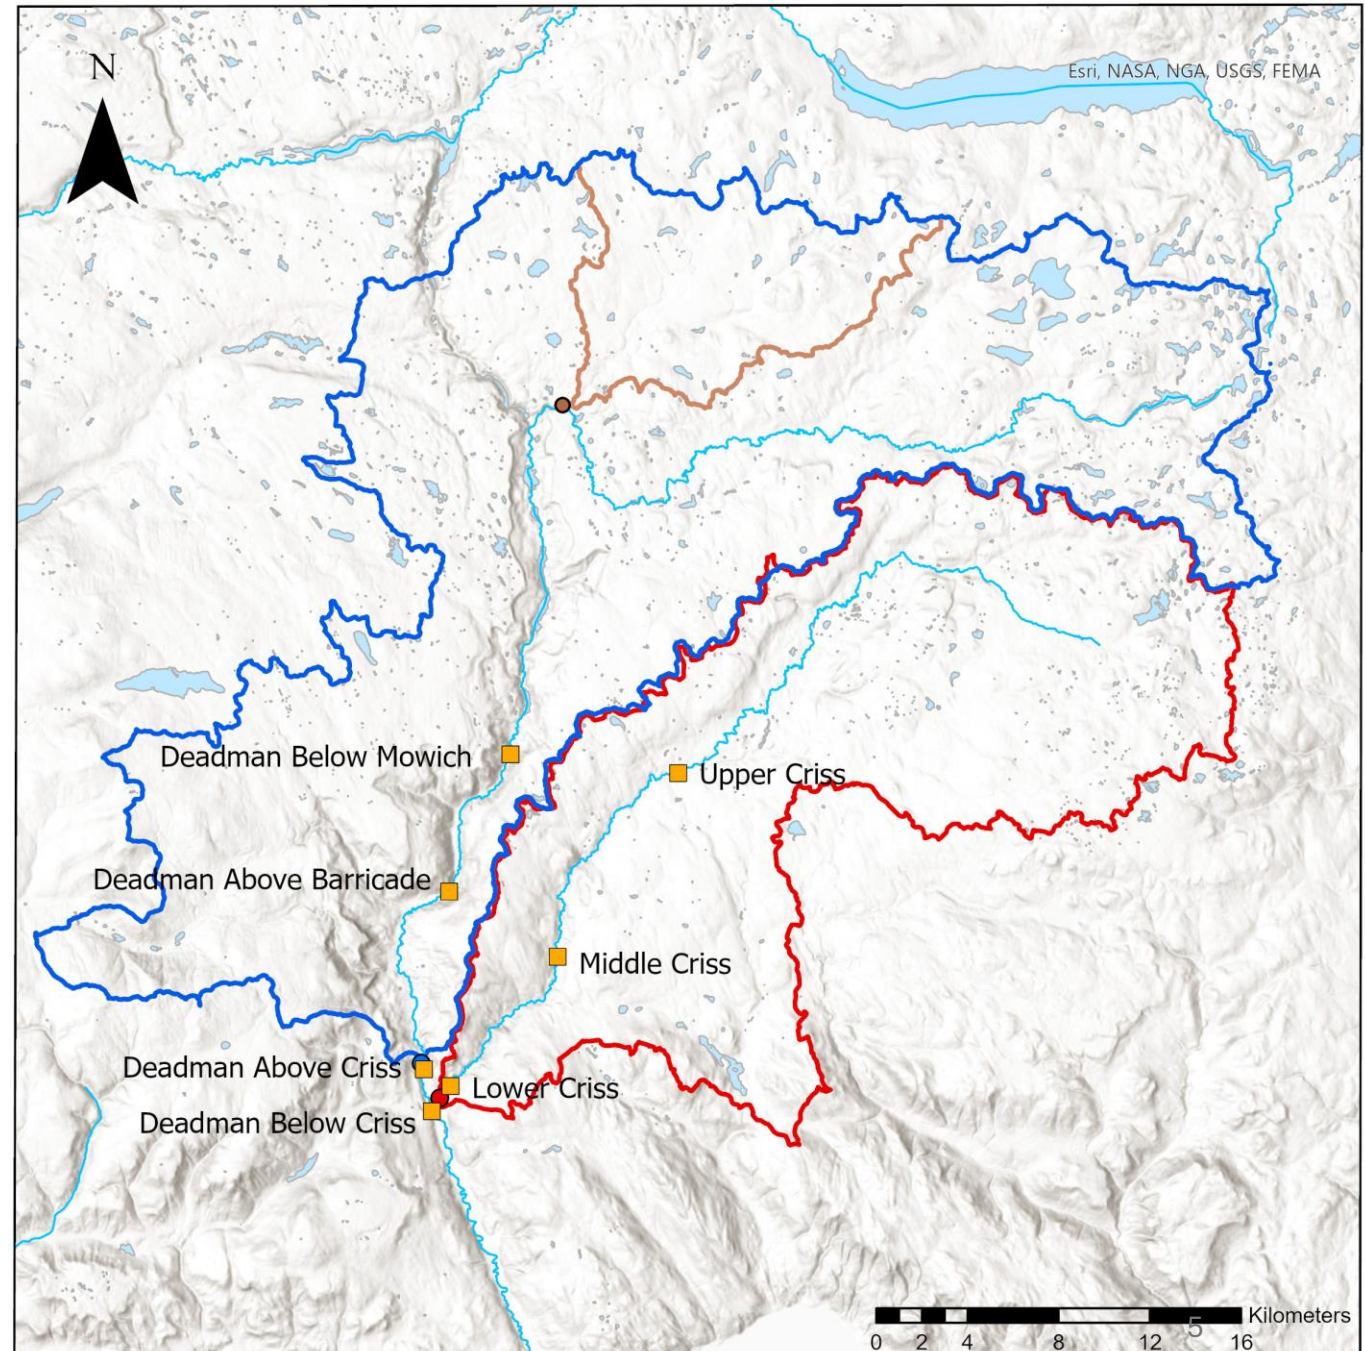 N
Esri, NASA, NGA, USGS, FEMA
Deadman Below Mowich
Upper Criss
Deadman Above Barricade
Middle Criss
Deadman Above Criss
Lower Criss
Deadman Below Criss
Kilometers
0 2 4 8 12 16
5